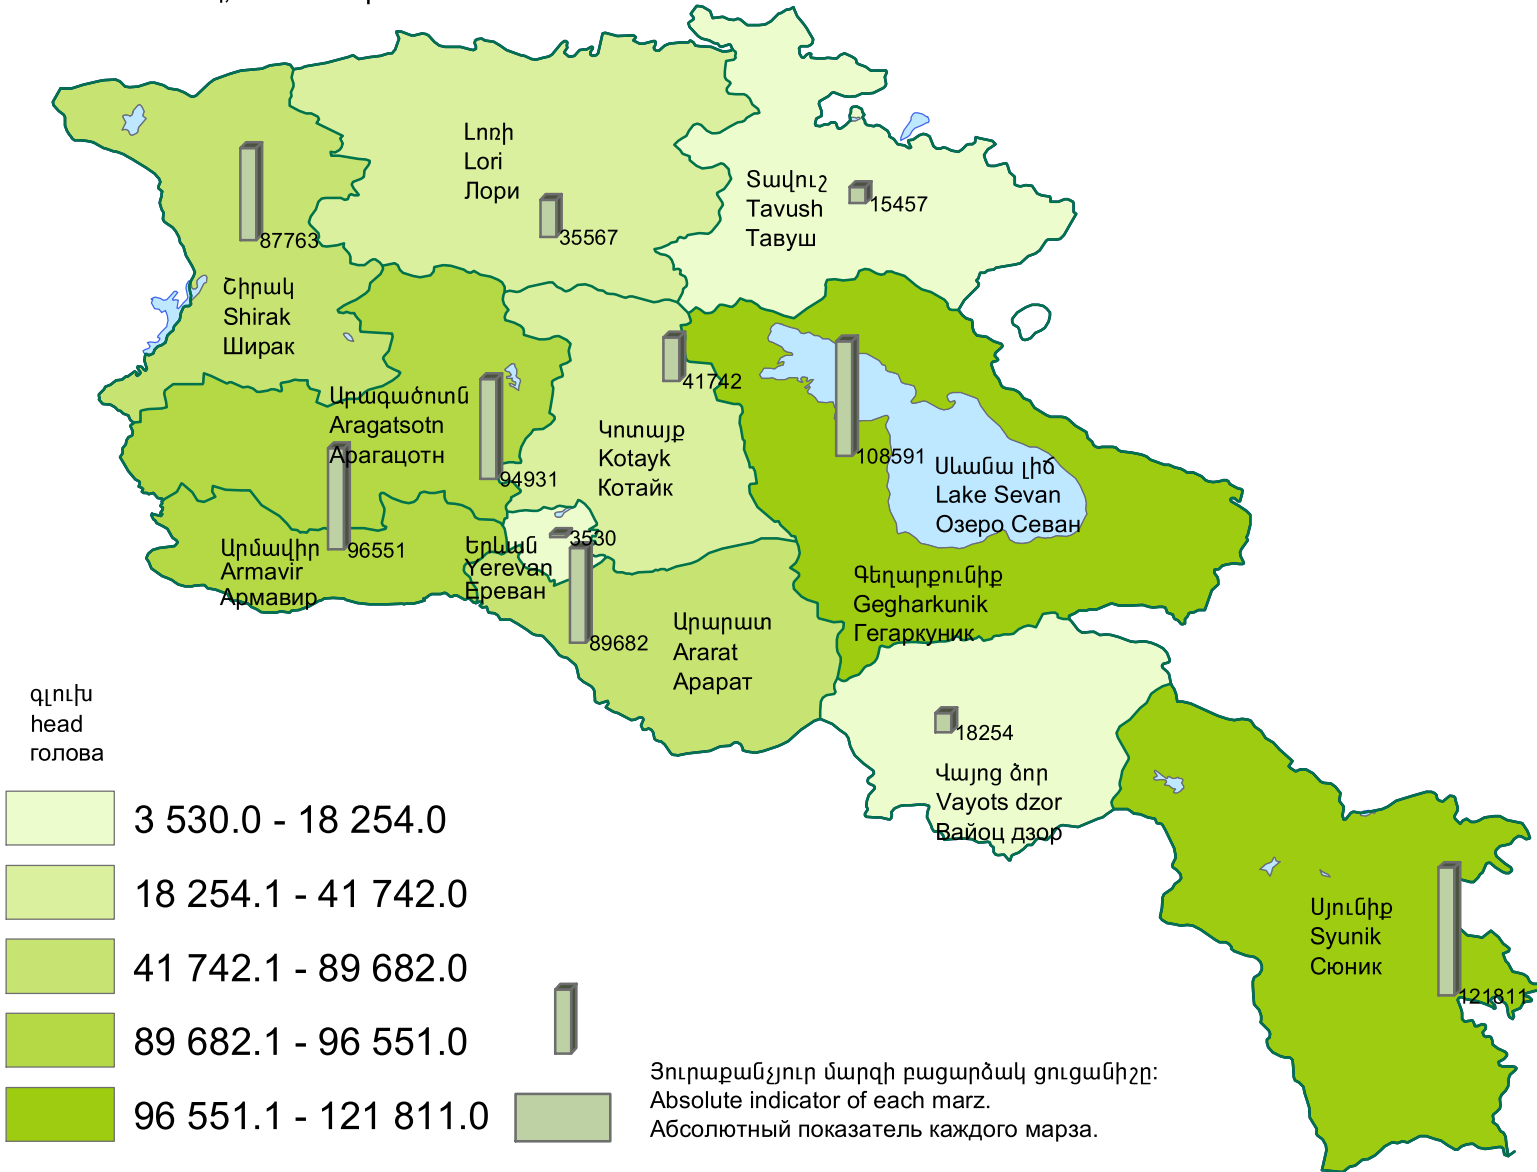 Լոռի
Lori
Лори
35567
Տավուշ
Tavush
Тавуш
15457
87763
Շիրակ
Shirak
Ширак
Արագածոտն
Aragatsotn
Арагацотн
94931
41742
Կոտայք
Kotayk
Котайк
108591
Սևանա լիճ
Lake Sevan
Озеро Севан
Գեղարքունիք
Gegharkunik
Гегаркуник
96551
Արմավիր
Armavir
Армавир
3530
Երևան
Yerevan
Ереван
89682
Արարատ
Ararat
Арарат
18254
Վայոց ձոր
Vayots dzor
Вайоц дзор
Սյունիք
Syunik
Сюник
121811
գլուխ
head
голова
3 530.0 - 18 254.0
18 254.1 - 41 742.0
41 742.1 - 89 682.0
89 682.1 - 96 551.0
96 551.1 - 121 811.0
Յուրաքանչյուր մարզի բացարձակ ցուցանիշը:
Absolute indicator of each marz.
Абсолютный показатель каждого марза.